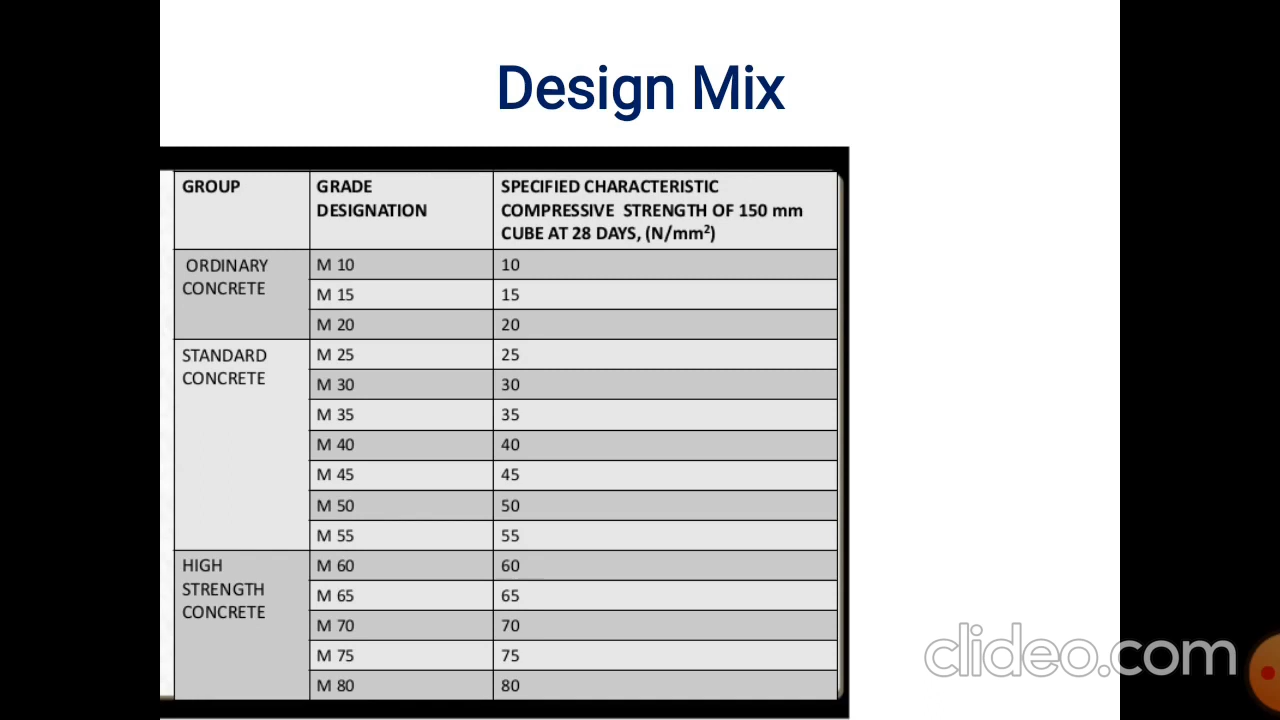 Design Mix
GROUP
GRADE
DESIGNATION
SPECIFIED CHARACTERISTIC
COMPRESSIVE STRENGTH OF 150 mm
CUBE AT 28 DAYS, (N/mm²)
ORDINARY
CONCRETE
M 10
10
M 15
15
M 20
20
STANDARD
CONCRETE
M 25
25
M 30
30
M 35
35
M 40
40
M 45
45
M 50
50
M 55
55
HIGH
STRENGTH
CONCRETE
M 60
60
M 65
65
M 70
70
M 75
75
M 80
80
clideo.com